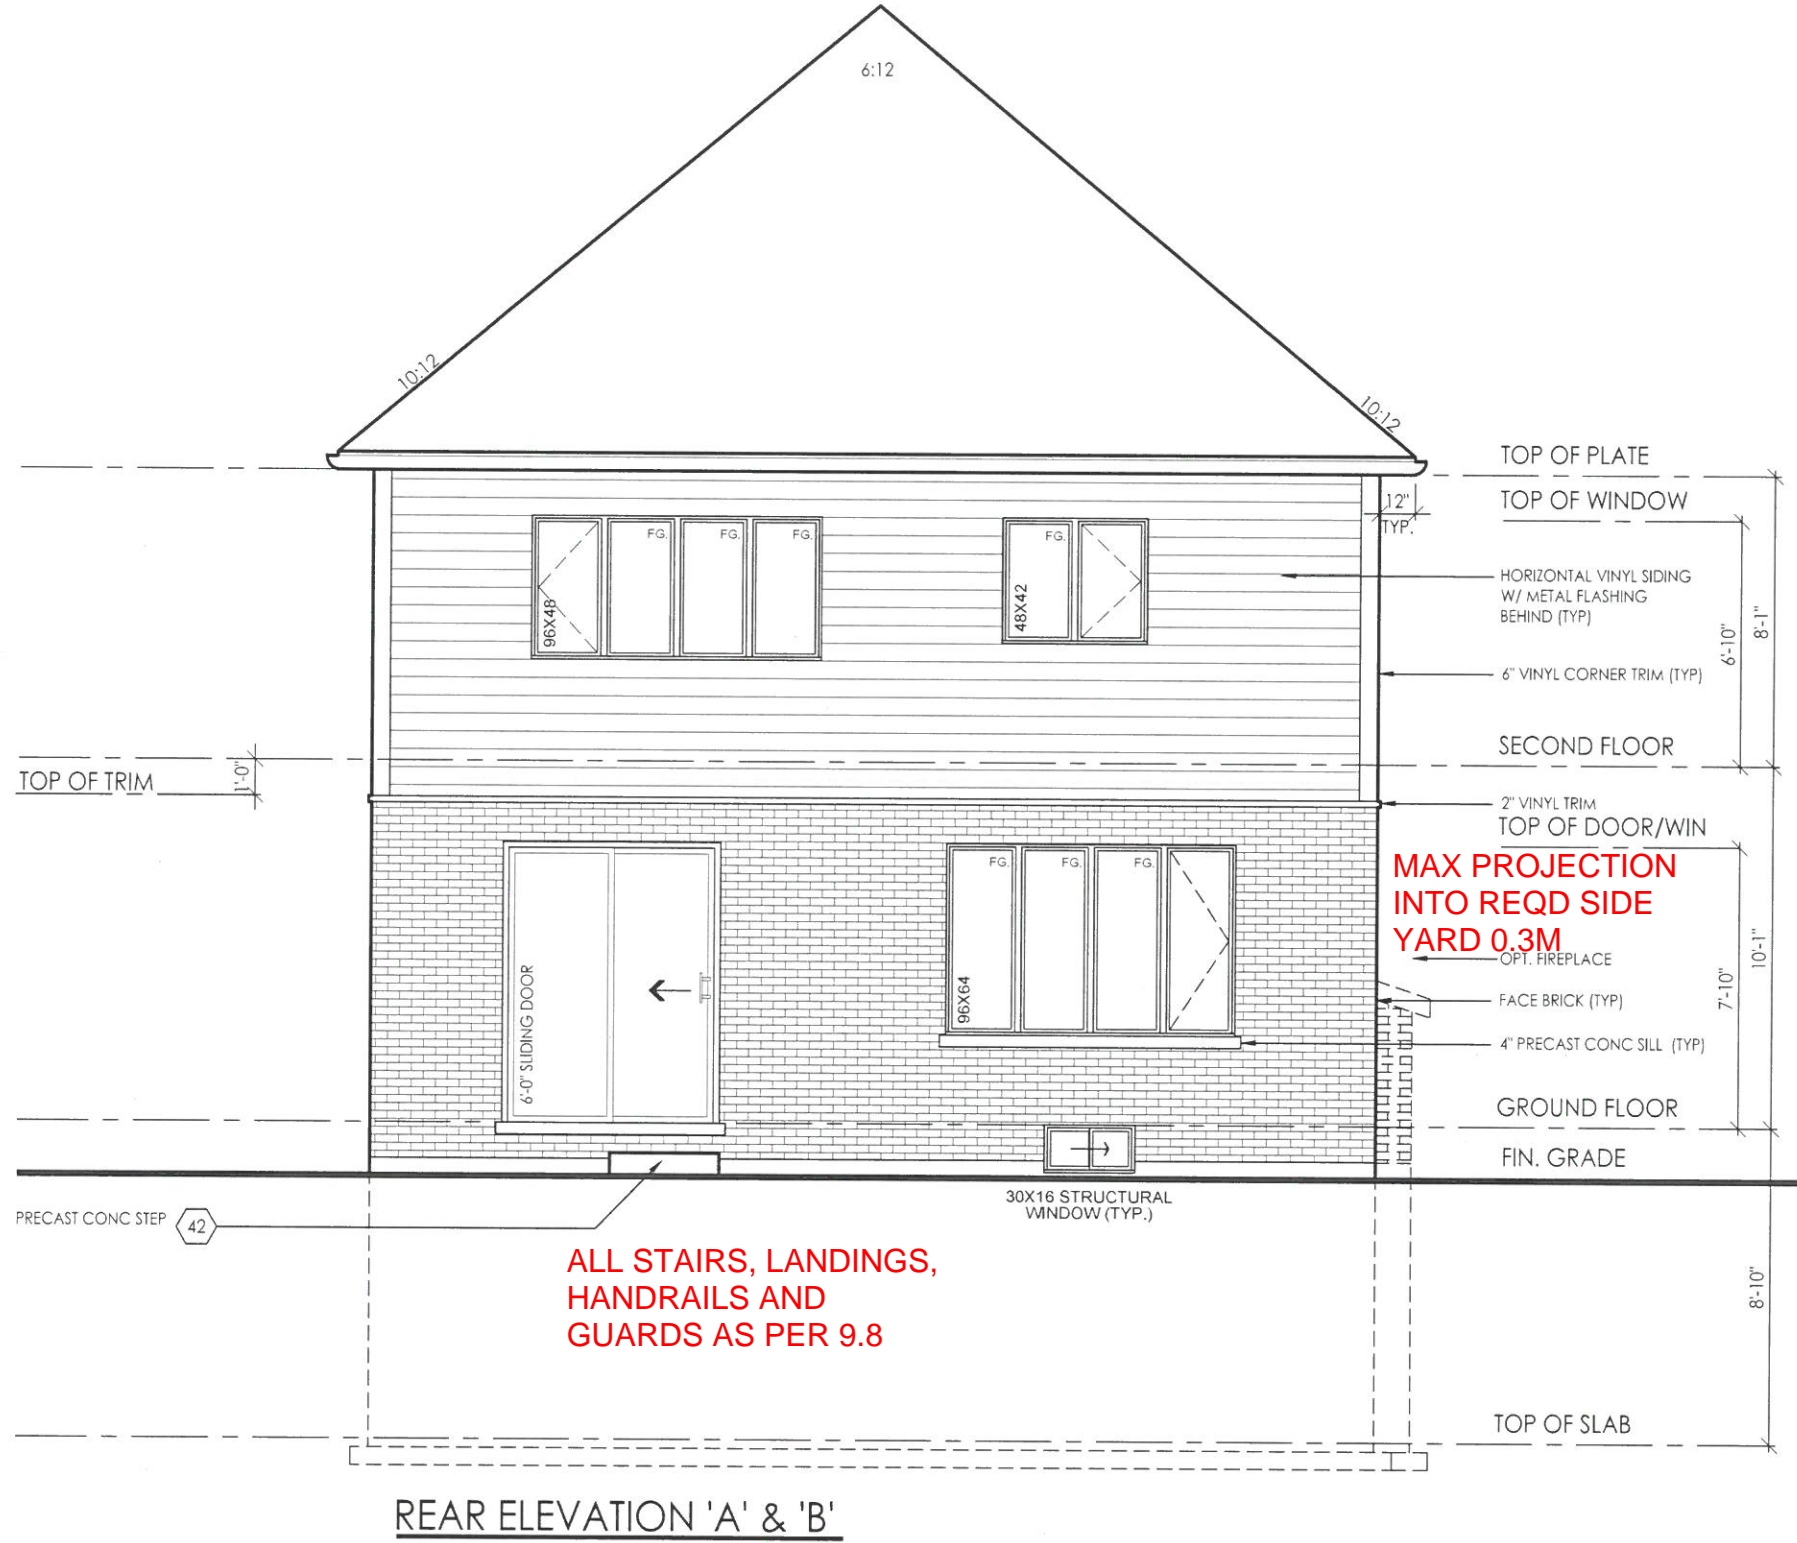 6:12
10:12
10:12
TOP OF PLATE
12"
TYP.
TOP OF WINDOW
FG.
FG.
FG.
96X48
FG.
48X42
HORIZONTAL VINYL SIDING
W/ METAL FLASHING
BEHIND (TYP)
6'-10"
8'-1"
6" VINYL CORNER TRIM (TYP)
SECOND FLOOR
TOP OF TRIM
1'-0"
2" VINYL TRIM
TOP OF DOOR/WIN
MAX PROJECTION
INTO REQD SIDE
YARD 0.3M
OPT. FIREPLACE
FG.
FG.
FG.
96X64
6'-0" SLIDING DOOR
FACE BRICK (TYP)
7'-10"
10'-1"
4" PRECAST CONC SILL (TYP)
GROUND FLOOR
FIN. GRADE
30X16 STRUCTURAL
WINDOW (TYP.)
PRECAST CONC STEP
42
ALL STAIRS, LANDINGS,
HANDRAILS AND
GUARDS AS PER 9.8
8'-10"
TOP OF SLAB
REAR ELEVATION 'A' & 'B'